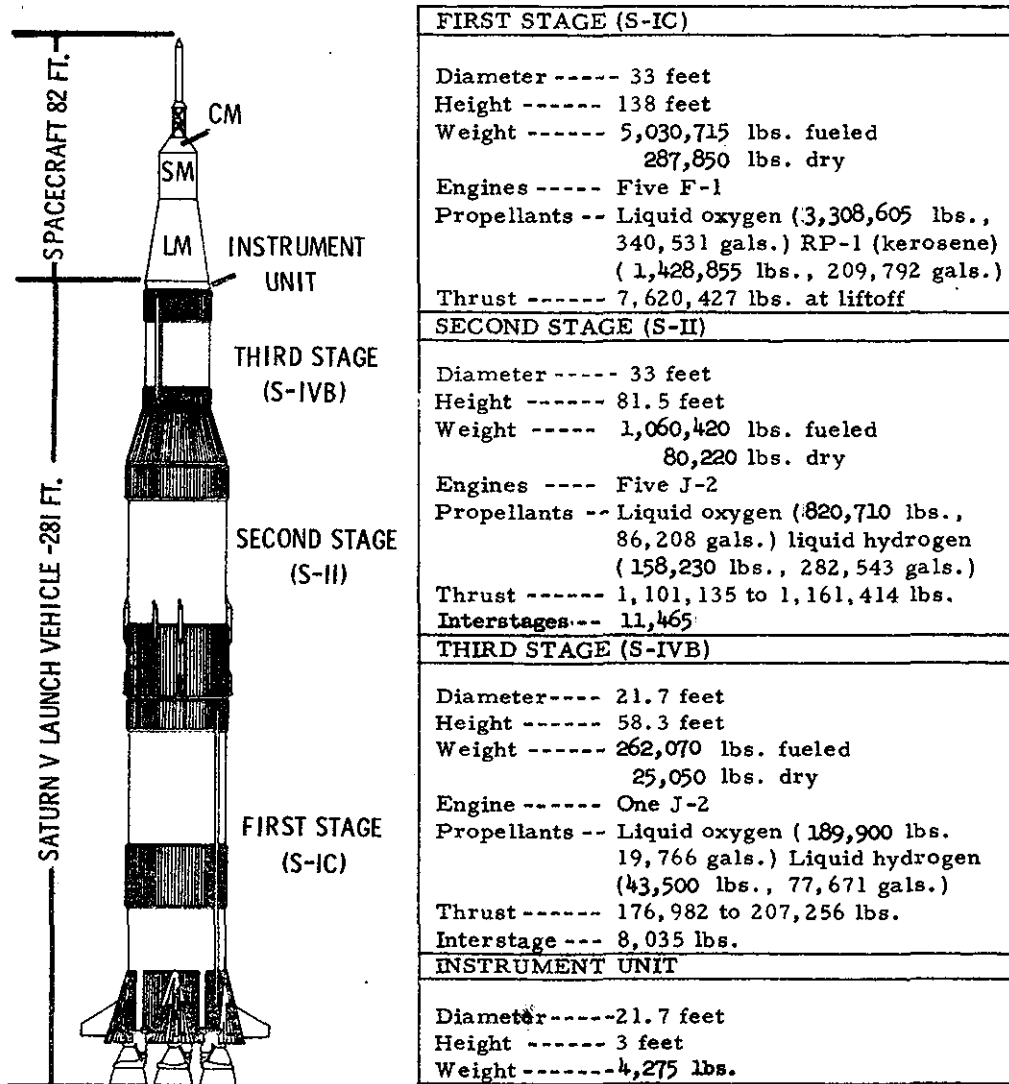 SPACECRAFT 82 FT.
SATURN V LAUNCH VEHICLE -281 FT.
CM
SM
LM
INSTRUMENT
UNIT
THIRD STAGE
(S-IVB)
SECOND STAGE
(S-II)
FIRST STAGE
(S-IC)
FIRST STAGE (S-IC)
Diameter ----- 33 feet
Height ------ 138 feet
Weight ------ 5,030,715 lbs. fueled
287,850 lbs. dry
Engines ----- Five F-1
Propellants -- Liquid oxygen (3,308,605 lbs.,
340,531 gals.) RP-1 (kerosene)
(1,428,855 lbs., 209,792 gals.)
Thrust ------ 7,620,427 lbs. at liftoff
SECOND STAGE (S-II)
Diameter ----- 33 feet
Height ------ 81.5 feet
Weight ----- 1,060,420 lbs. fueled
80,220 lbs. dry
Engines ---- Five J-2
Propellants -- Liquid oxygen (820,710 lbs.,
86,208 gals.) liquid hydrogen
(158,230 lbs., 282,543 gals.)
Thrust ------ 1,101,135 to 1,161,414 lbs.
Interstages --- 11,465
THIRD STAGE (S-IVB)
Diameter---- 21.7 feet
Height ------ 58.3 feet
Weight ------ 262,070 lbs. fueled
25,050 lbs. dry
Engine ------ One J-2
Propellants -- Liquid oxygen (189,900 lbs.
19,766 gals.) Liquid hydrogen
(43,500 lbs., 77,671 gals.)
Thrust ------ 176,982 to 207,256 lbs.
Interstage --- 8,035 lbs.
INSTRUMENT UNIT
Diameter-----21.7 feet
Height ------ 3 feet
Weight-------4,275 lbs.